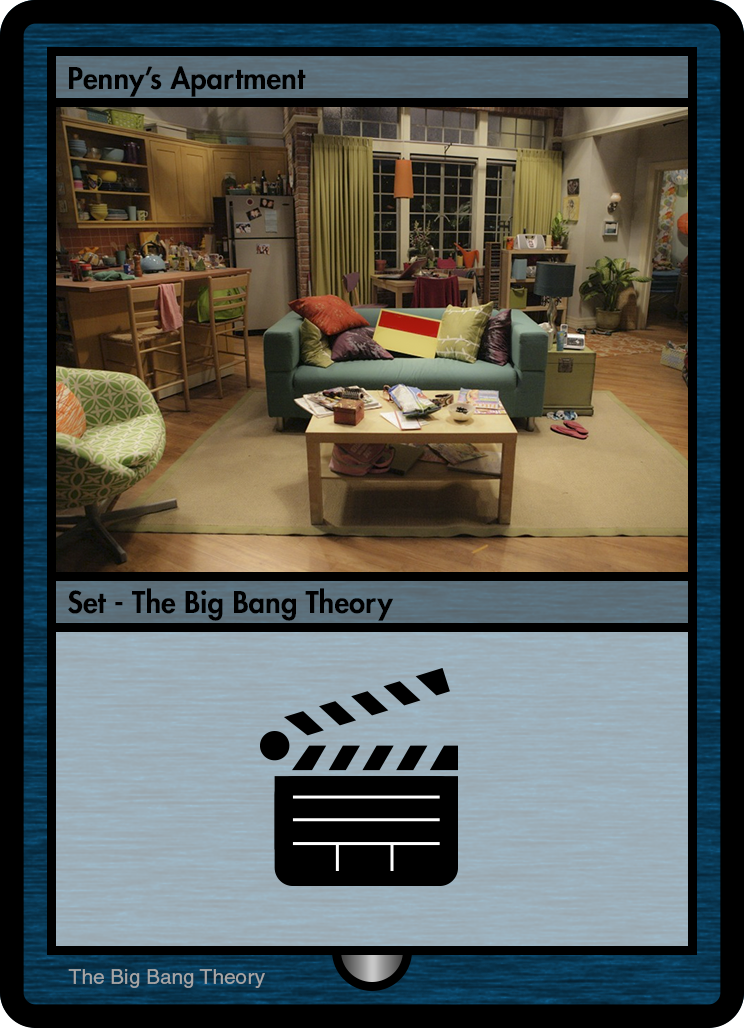 Penny's Apartment
Set - The Big Bang Theory
The Big Bang Theory